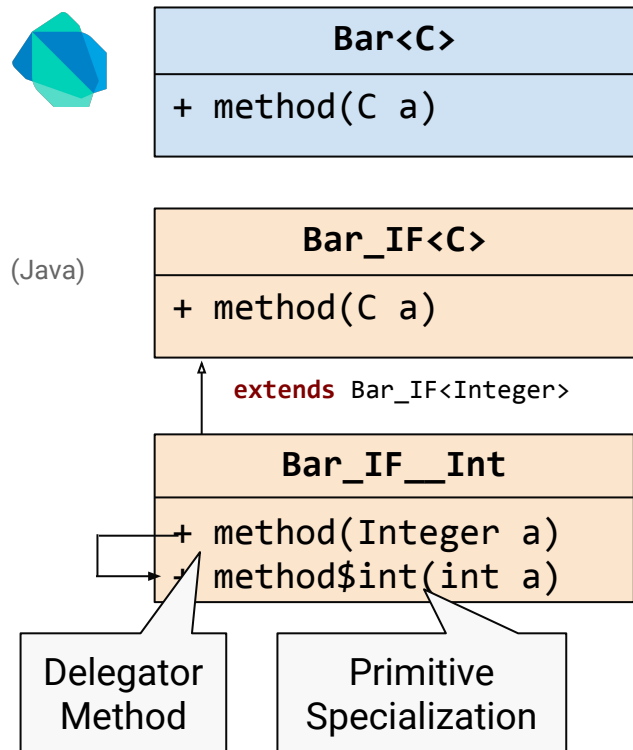 Bar<C>
+ method(C a)
(Java)
Bar_IF<C>
+ method(C a)
extends Bar_IF<Integer>
Bar_IF__Int
+ method(Integer a)
+ method$int(int a)
Delegator
Method
Primitive
Specialization